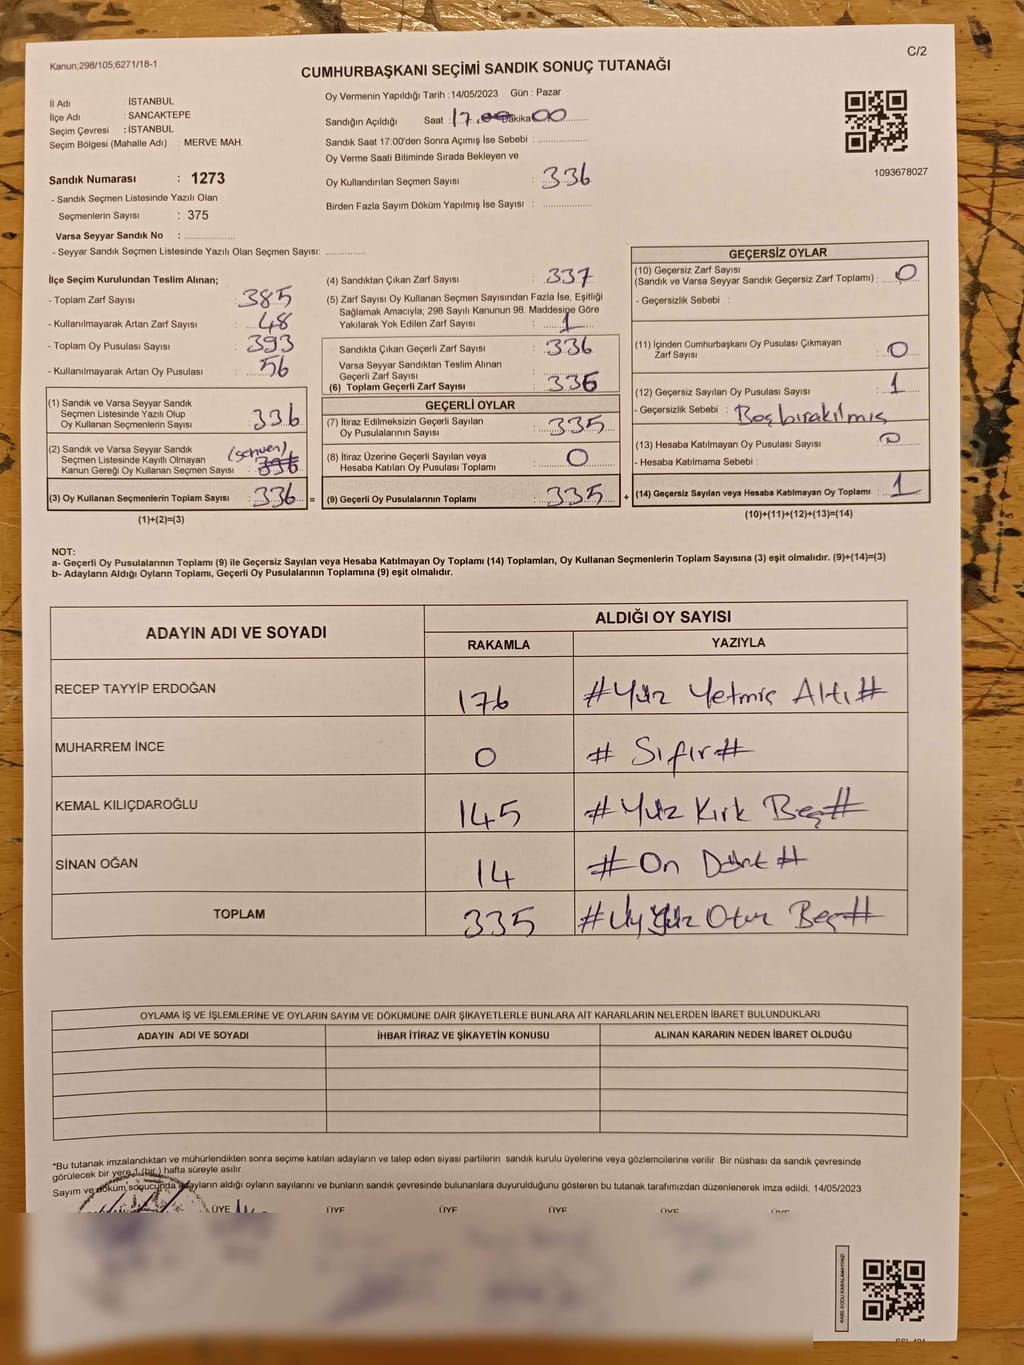 Kanun;298/105;6271/18-1
C/2
CUMHURBAŞKANI SEÇİMİ SANDIK SONUÇ TUTANAĞI
İl Adı : İSTANBUL
İlçe Adı : SANCAKTEPE
Seçim Çevresi : İSTANBUL
Seçim Bölgesi (Mahalle Adı) : MERVE MAH.
Oy Vermenin Yapıldığı Tarih : 14/05/2023 Gün : Pazar
Sandığın Açıldığı Saat : 17.00 Dakika 00
Sandık Saat 17:00'den Sonra Açımış İse Sebebi :
Oy Verme Saati Bitiminde Sırada Bekleyen ve
Oy Kullandırılan Seçmen Sayısı : 336
Birden Fazla Sayım Döküm Yapılmış İse Sayısı :
1093678027
Sandık Numarası : 1273
- Sandık Seçmen Listesinde Yazılı Olan
Seçmenlerin Sayısı : 375
Varsa Seyyar Sandık No :
- Seyyar Sandık Seçmen Listesinde Yazılı Olan Seçmen Sayısı:
İlçe Seçim Kurulundan Teslim Alınan;
- Toplam Zarf Sayısı : 385
- Kullanılmayarak Artan Zarf Sayısı : 48
- Toplam Oy Pusulası Sayısı : 393
- Kullanılmayarak Artan Oy Pusulası : 56
(1) Sandık ve Varsa Seyyar Sandık
Seçmen Listesinde Yazılı Olup
Oy Kullanan Seçmenlerin Sayısı 336
(2) Sandık ve Varsa Seyyar Sandık
Seçmen Listesinde Kayıtlı Olmayan
Kanun Gereği Oy Kullanan Seçmen Sayısı 336
(3) Oy Kullanan Seçmenlerin Toplam Sayısı : 336 =
(1)+(2)=(3)
(4) Sandıktan Çıkan Zarf Sayısı : 337
(5) Zarf Sayısı Oy Kullanan Seçmen Sayısından Fazla İse, Eşitliği
Sağlamak Amacıyla; 298 Sayılı Kanunun 98. Maddesine Göre
Yakılarak Yok Edilen Zarf Sayısı : 1
Sandıkta Çıkan Geçerli Zarf Sayısı : 336
Varsa Seyyar Sandıktan Teslim Alınan
Geçerli Zarf Sayısı :
(6) Toplam Geçerli Zarf Sayısı : 336
GEÇERLİ OYLAR
(7) İtiraz Edilmeksizin Geçerli Sayılan
Oy Pusulalarının Sayısı : 335
(8) İtiraz Üzerine Geçerli Sayılan veya
Hesaba Katılan Oy Pusulası Toplamı : 0
(9) Geçerli Oy Pusulalarının Toplamı : 335 +
GEÇERSİZ OYLAR
(10) Geçersiz Zarf Sayısı
(Sandık ve Varsa Seyyar Sandık Geçersiz Zarf Toplamı) : 0
- Geçersizlik Sebebi :
(11) İçinden Cumhurbaşkanı Oy Pusulası Çıkmayan
Zarf Sayısı : 0
(12) Geçersiz Sayılan Oy Pusulası Sayısı : 1
- Geçersizlik Sebebi : Boş bırakılmış
(13) Hesaba Katılmayan Oy Pusulası Sayısı : 0
- Hesaba Katılmama Sebebi :
(14) Geçersiz Sayılan veya Hesaba Katılmayan Oy Toplamı : 1
(10)+(11)+(12)+(13)=(14)
NOT:
a- Geçerli Oy Pusulalarının Toplamı (9) ile Geçersiz Sayılan veya Hesaba Katılmayan Oy Toplamı (14) Toplamları, Oy Kullanan Seçmenlerin Toplam Sayısına (3) eşit olmalıdır. (9)+(14)=(3)
b- Adayların Aldığı Oyların Toplamı, Geçerli Oy Pusulalarının Toplamına (9) eşit olmalıdır.
ADAYIN ADI VE SOYADI
ALDIĞI OY SAYISI
RAKAMLA YAZIYLA
RECEP TAYYİP ERDOĞAN 176 #Yüz Yetmiş Altı#
MUHARREM İNCE 0 # Sıfır#
KEMAL KILIÇDAROĞLU 145 #Yüz Kırk Beş#
SİNAN OĞAN 14 #On Dört#
TOPLAM 335 #Üç Yüz Otuz Beş#
OYLAMA İŞ VE İŞLEMLERİNE VE OYLARIN SAYIM VE DÖKÜMÜNE DAİR ŞİKAYETLERLE BUNLARA AİT KARARLARIN NELERDEN İBARET BULUNDUKLARI
ADAYIN ADI VE SOYADI İHBAR İTİRAZ VE ŞİKAYETİN KONUSU ALINAN KARARIN NEDEN İBARET OLDUĞU
*Bu tutanak imzalandıktan ve mühürlendikten sonra seçime katılan adayların ve talep eden siyasi partilerin sandık kurulu üyelerine veya gözlemcilerine verilir. Bir nüshası da sandık çevresinde
görülecek bir yere 1 (bir ) hafta süreyle asılır.
Sayım ve döküm sonucunda adayların aldığı oyların sayılarını ve bunların sandık çevresinde bulunanlara duyurulduğunu gösteren bu tutanak tarafımızdan düzenlenerek imza edildi. 14/05/2023
ÜYE ÜYE ÜYE ÜYE ÜYE
KARE KODU KARALAMAYINIZ!